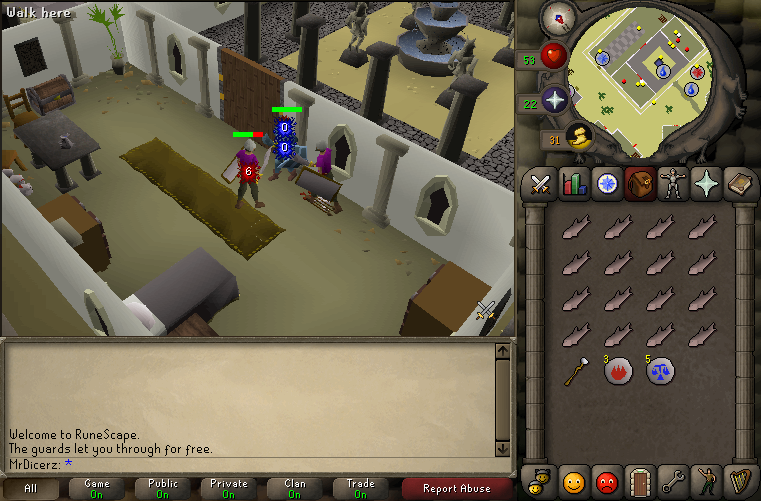 Walk here
53
22
31
0
0
6
3
5
Welcome to RuneScape.
The guards let you through for free.
MrDicerz: *
All
Game
On
Public
On
Private
On
Clan
On
Trade
On
Report Abuse